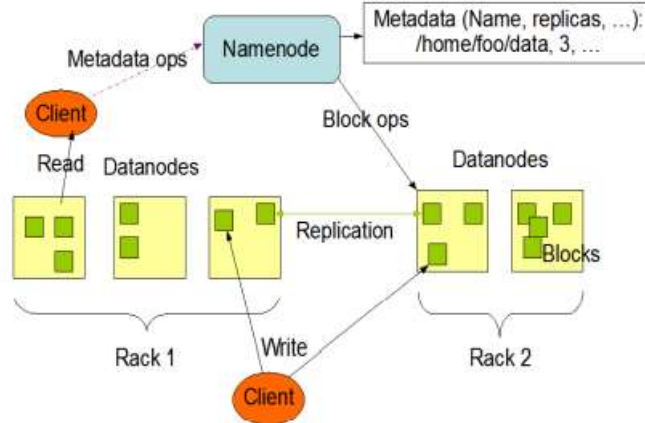 Metadata (Name, replicas, …):
/home/foo/data, 3, …
Namenode
Metadata ops
Client
Block ops
Read
Datanodes
Datanodes
Replication
Blocks
Rack 1
Write
Rack 2
Client